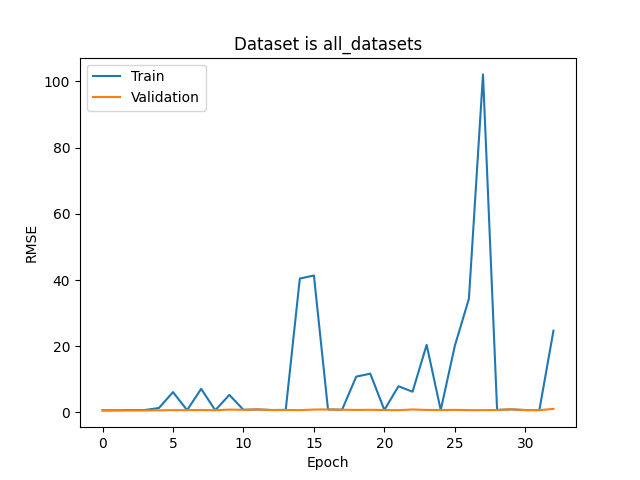 Dataset is all_datasets
Train
Validation
RMSE
100
80
60
40
20
0
0 5 10 15 20 25 30
Epoch